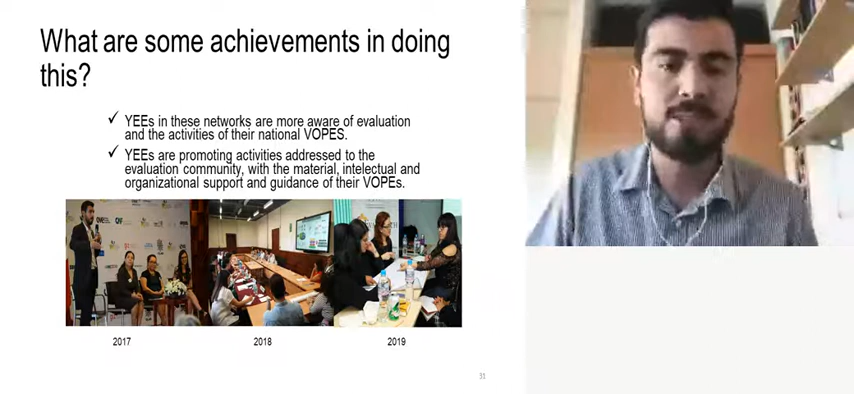 What are some achievements in doing
this?
✓ YEEs in these networks are more aware of evaluation
and the activities of their national VOPES.
✓ YEEs are promoting activities addressed to the
evaluation community, with the material, intelectual and
organizational support and guidance of their VOPEs.
2017
2018
2019
31